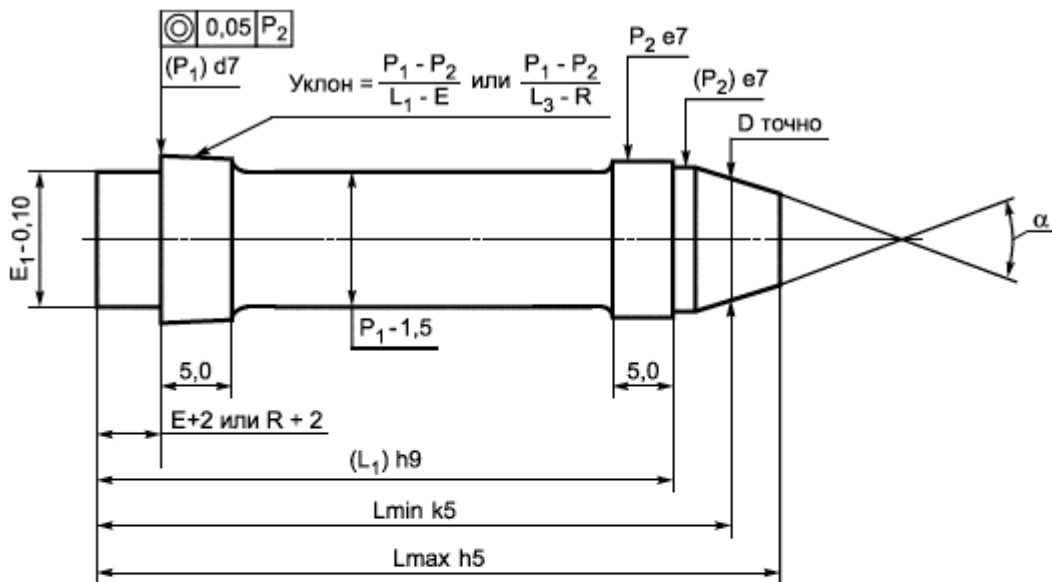 ◎ 0,05 P₂
(P₁) d7
Уклон = (P₁ - P₂)/(L₁ - E) или (P₁ - P₂)/(L₃ - R)
P₂ e7
(P₂) e7
D точно
E₁-0,10
P₁-1,5
α
5,0
5,0
E+2 или R + 2
(L₁) h9
Lmin k5
Lmax h5